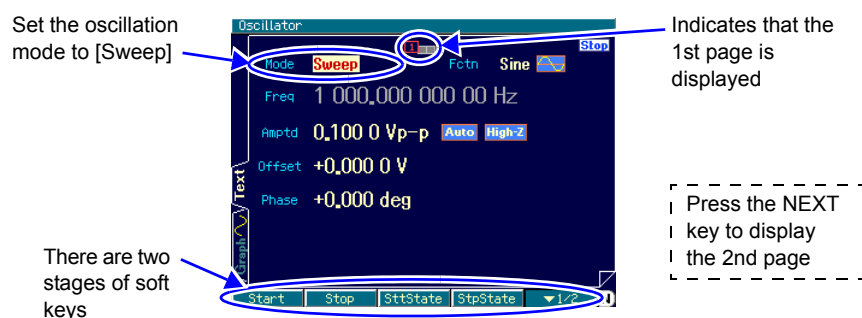 Set the oscillation
mode to [Sweep]
Indicates that the
1st page is
displayed
Oscillator
1
Stop
Mode Sweep Fctn Sine
Freq 1 000.000 000 00 Hz
Amptd 0.100 0 Vp-p Auto High-Z
Offset +0.000 0 V
Phase +0.000 deg
Text
Graph
Press the NEXT
key to display
the 2nd page
There are two
stages of soft
keys
Start Stop SttState StpState ▼1/2